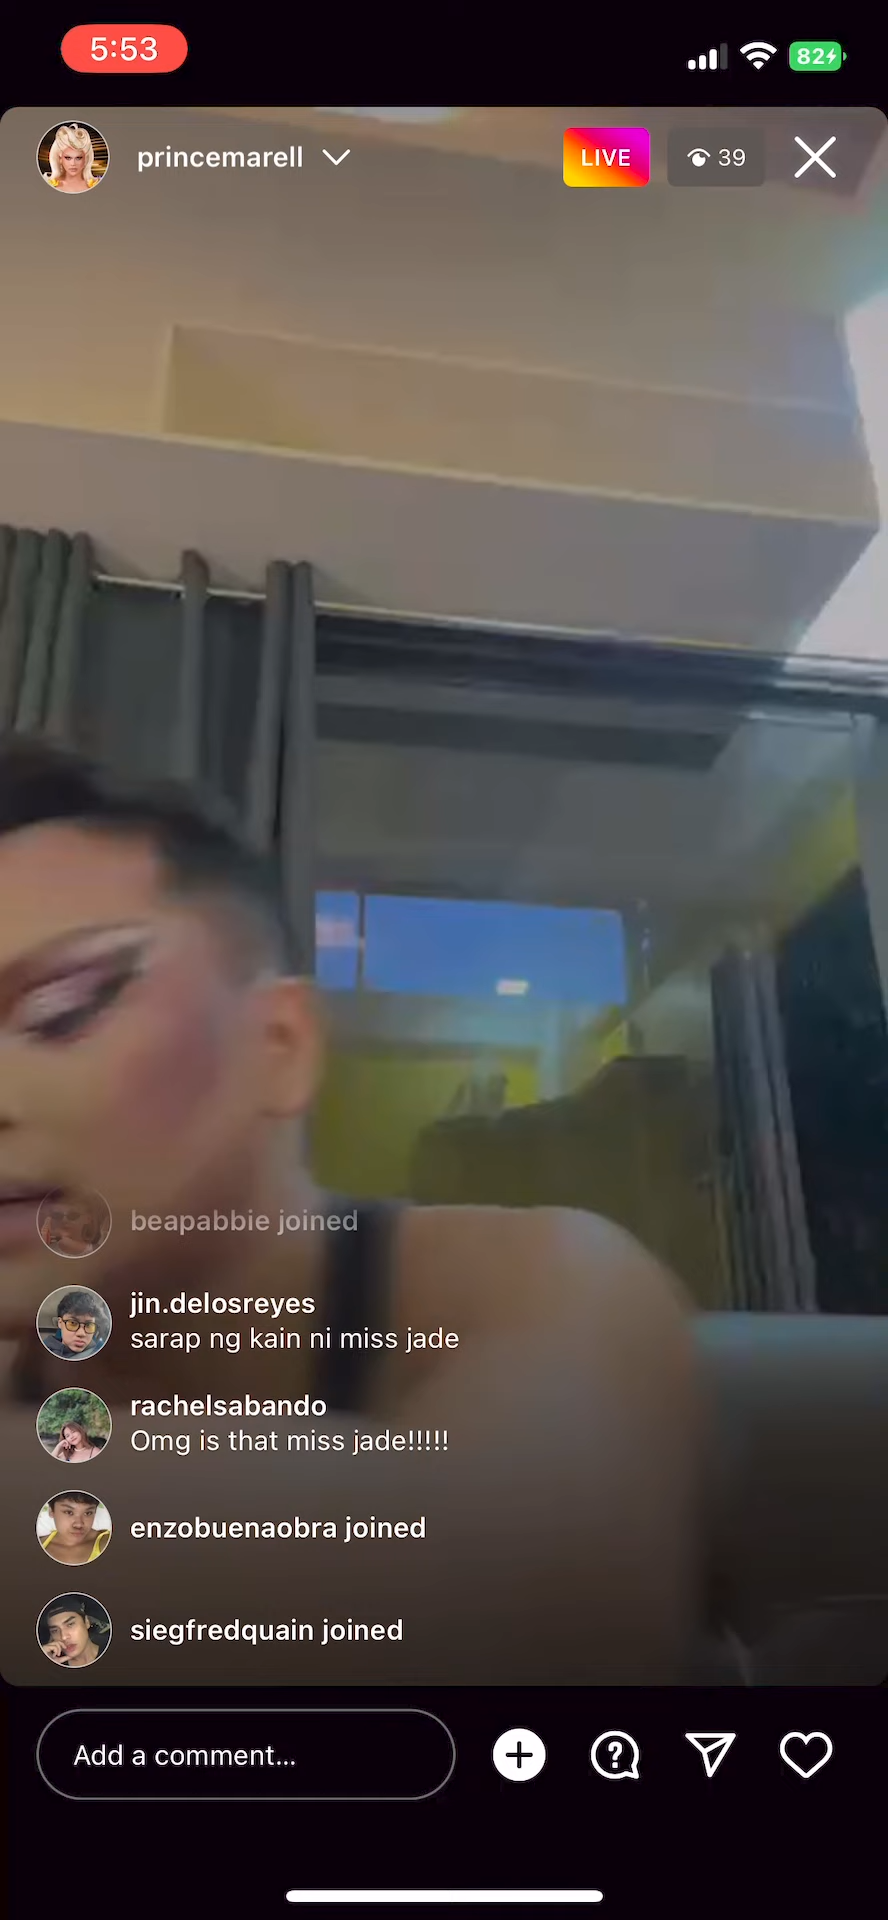 5:53
82
princemarell
LIVE
39
beapabbie joined
jin.delosreyes
sarap ng kain ni miss jade
rachelsabando
Omg is that miss jade!!!!!
enzobuenaobra joined
siegfredquain joined
Add a comment...